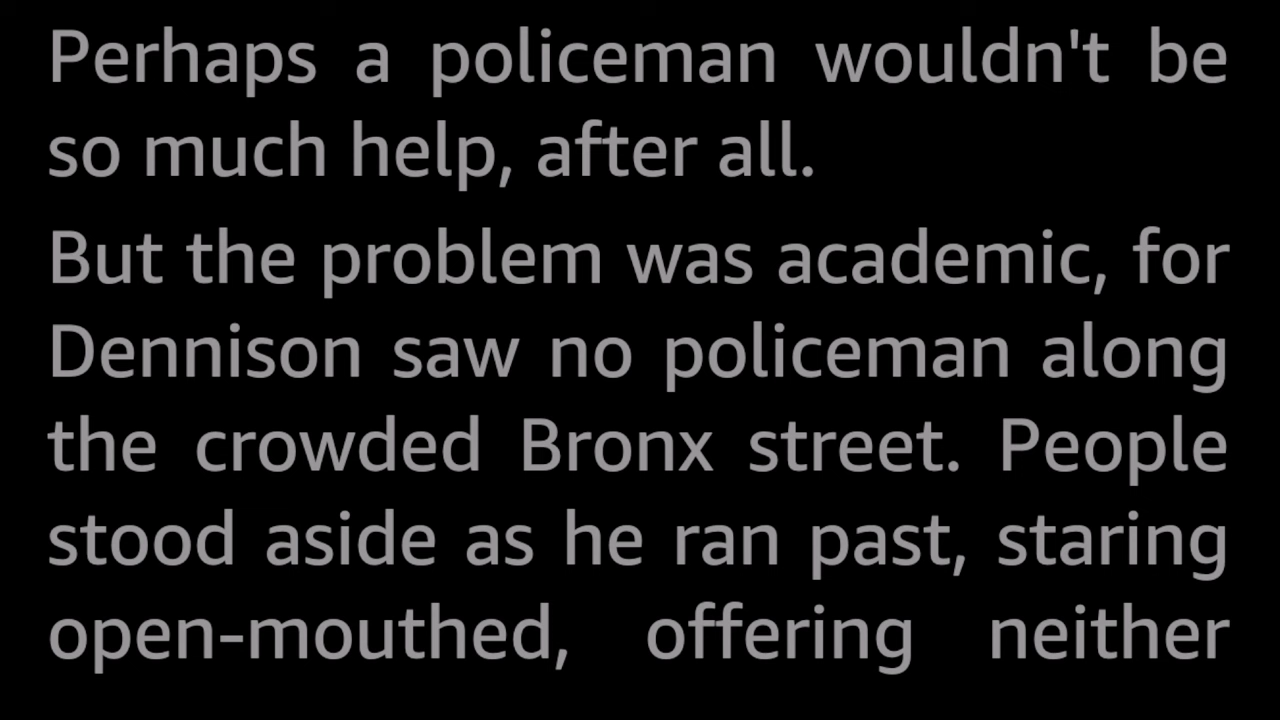 Perhaps a policeman wouldn't be
so much help, after all.
But the problem was academic, for
Dennison saw no policeman along
the crowded Bronx street. People
stood aside as he ran past, staring
open-mouthed, offering neither